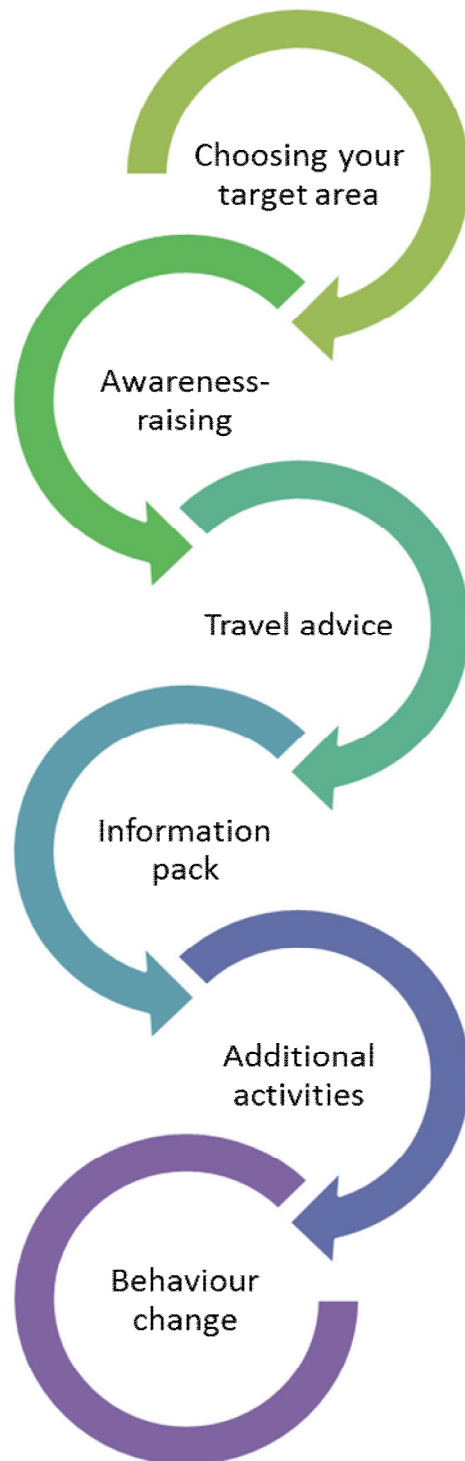 Choosing your
target area
Awareness-
raising
Travel advice
Information
pack
Additional
activities
Behaviour
change